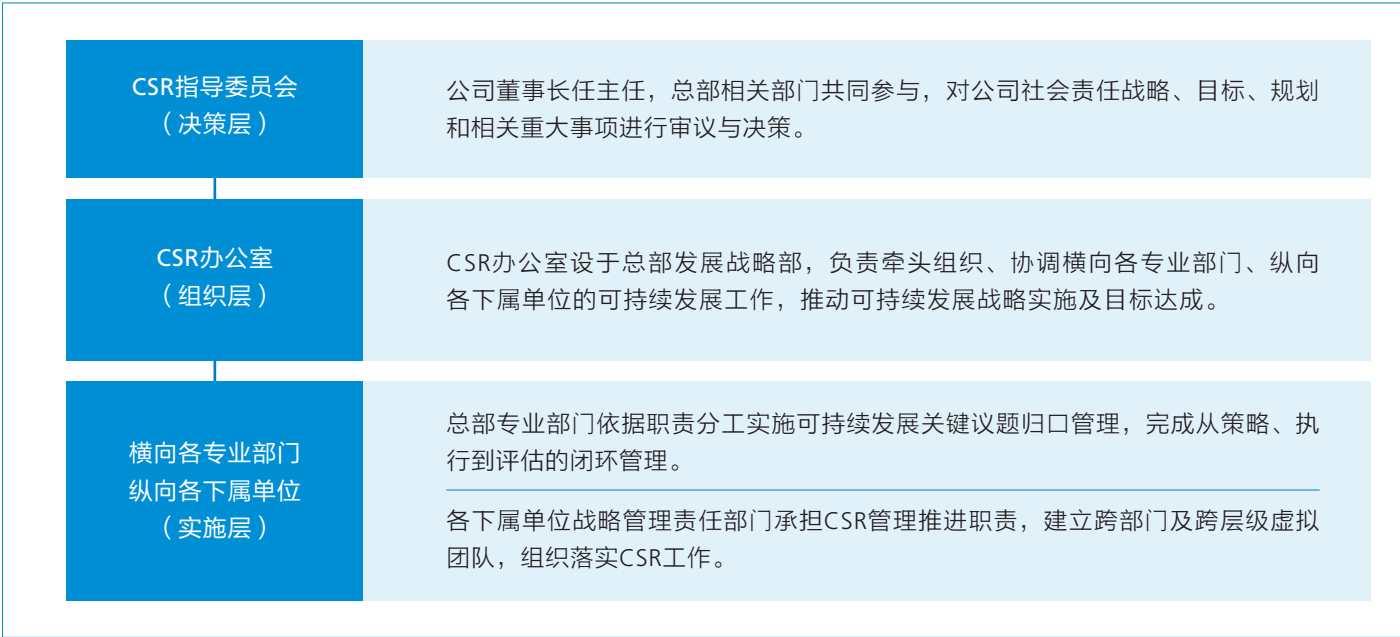 CSR指导委员会
（决策层）
公司董事长任主任，总部相关部门共同参与，对公司社会责任战略、目标、规划
和相关重大事项进行审议与决策。
CSR办公室
（组织层）
CSR办公室设于总部发展战略部，负责牵头组织、协调横向各专业部门、纵向
各下属单位的可持续发展工作，推动可持续发展战略实施及目标达成。
横向各专业部门
纵向各下属单位
（实施层）
总部专业部门依据职责分工实施可持续发展关键议题归口管理，完成从策略、执
行到评估的闭环管理。
各下属单位战略管理责任部门承担CSR管理推进职责，建立跨部门及跨层级虚拟
团队，组织落实CSR工作。